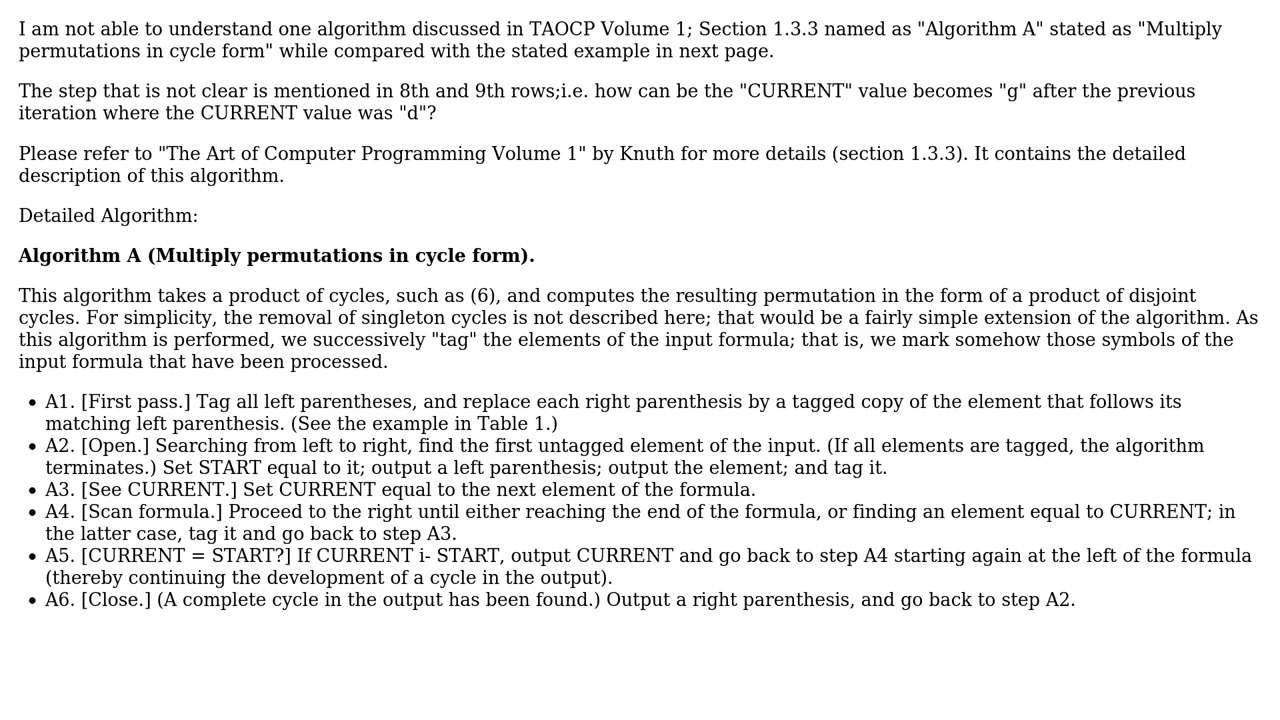 I am not able to understand one algorithm discussed in TAOCP Volume 1; Section 1.3.3 named as "Algorithm A" stated as "Multiply
permutations in cycle form" while compared with the stated example in next page.
The step that is not clear is mentioned in 8th and 9th rows;i.e. how can be the "CURRENT" value becomes "g" after the previous
iteration where the CURRENT value was "d"?
Please refer to "The Art of Computer Programming Volume 1" by Knuth for more details (section 1.3.3). It contains the detailed
description of this algorithm.
Detailed Algorithm:
Algorithm A (Multiply permutations in cycle form).
This algorithm takes a product of cycles, such as (6), and computes the resulting permutation in the form of a product of disjoint
cycles. For simplicity, the removal of singleton cycles is not described here; that would be a fairly simple extension of the algorithm. As
this algorithm is performed, we successively "tag" the elements of the input formula; that is, we mark somehow those symbols of the
input formula that have been processed.
• A1. [First pass.] Tag all left parentheses, and replace each right parenthesis by a tagged copy of the element that follows its
matching left parenthesis. (See the example in Table 1.)
• A2. [Open.] Searching from left to right, find the first untagged element of the input. (If all elements are tagged, the algorithm
terminates.) Set START equal to it; output a left parenthesis; output the element; and tag it.
• A3. [See CURRENT.] Set CURRENT equal to the next element of the formula.
• A4. [Scan formula.] Proceed to the right until either reaching the end of the formula, or finding an element equal to CURRENT; in
the latter case, tag it and go back to step A3.
• A5. [CURRENT = START?] If CURRENT i- START, output CURRENT and go back to step A4 starting again at the left of the formula
(thereby continuing the development of a cycle in the output).
• A6. [Close.] (A complete cycle in the output has been found.) Output a right parenthesis, and go back to step A2.